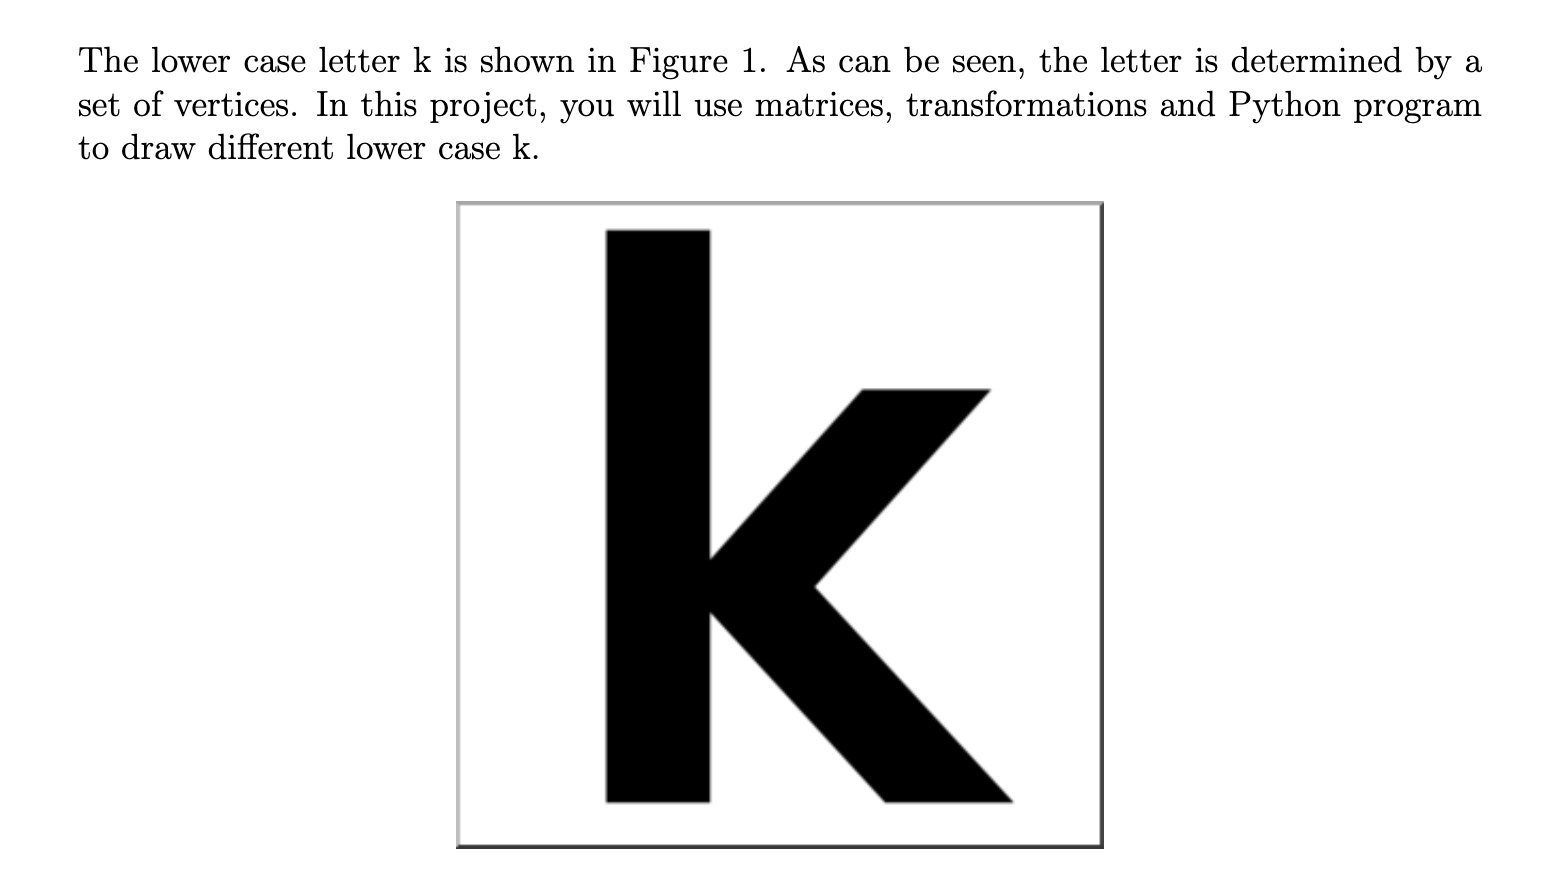 The lower case letter k is shown in Figure 1. As can be seen, the letter is determined by a
set of vertices. In this project, you will use matrices, transformations and Python program
to draw different lower case k.
k